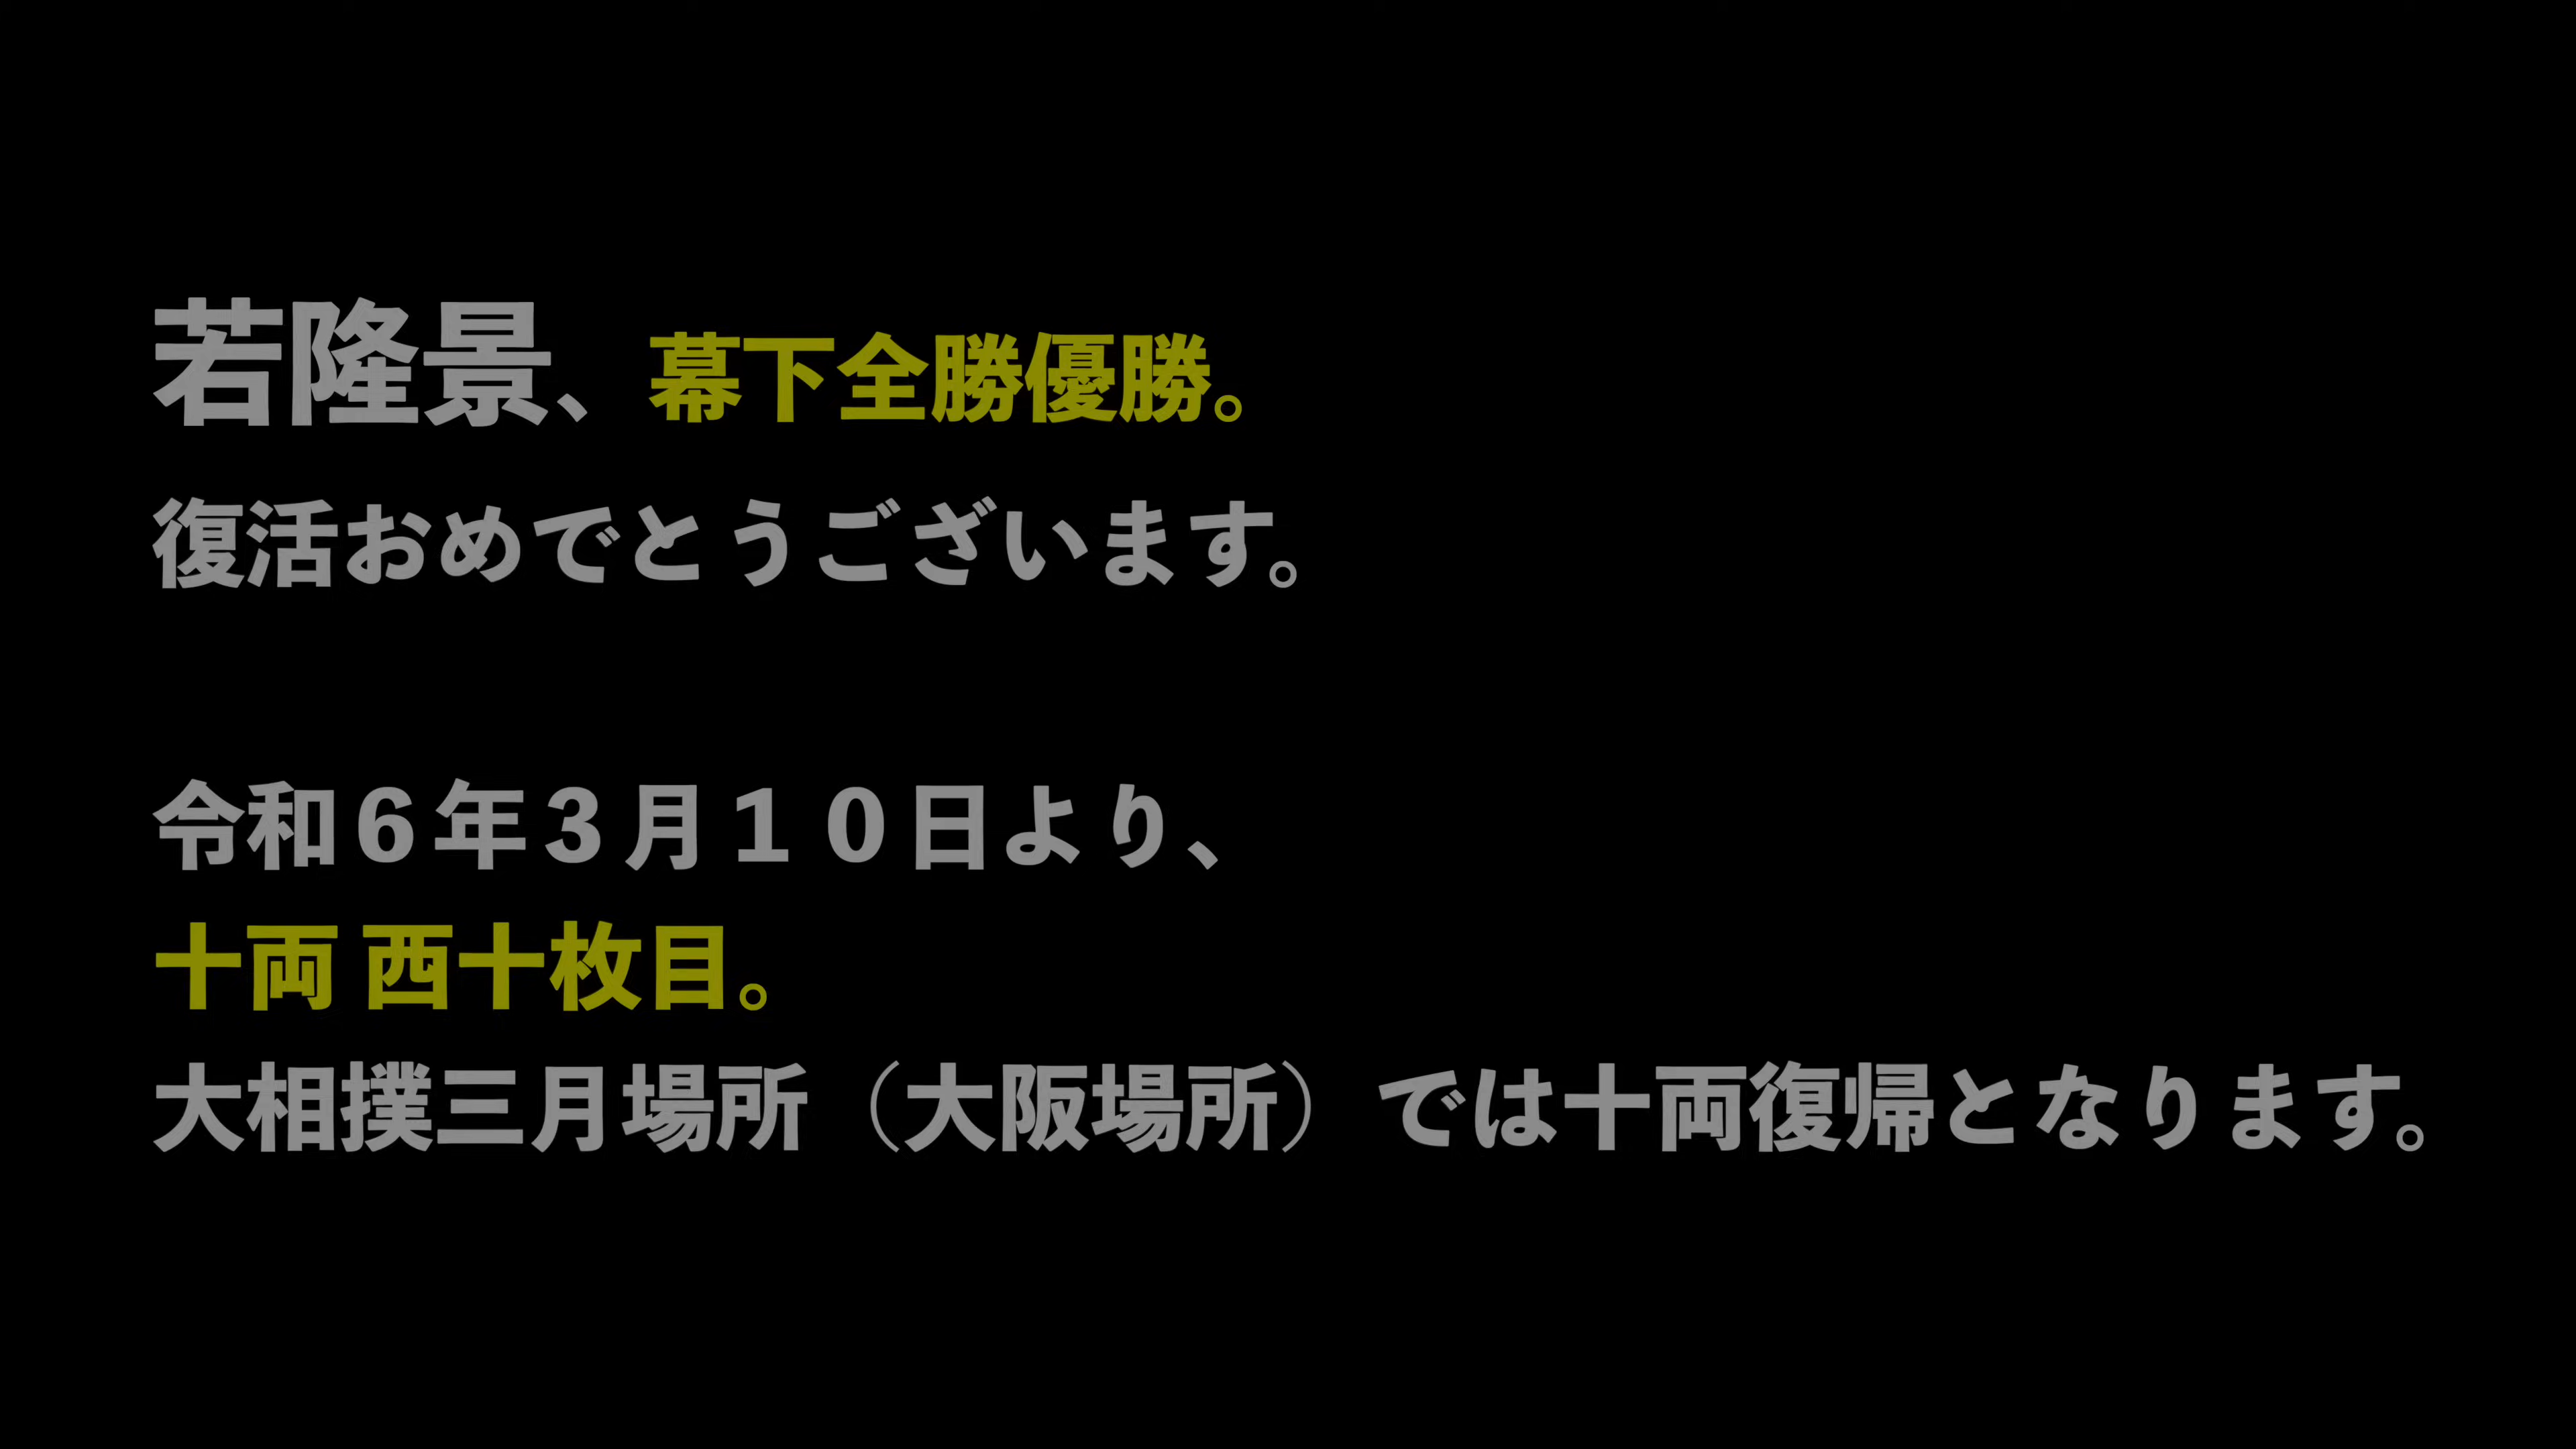 若隆景、幕下全勝優勝。
復活おめでとうございます。
令和６年３月１０日より、
十両 西十枚目。
大相撲三月場所（大阪場所）では十両復帰となります。